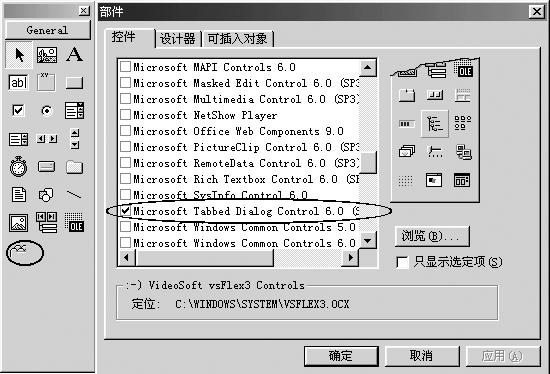 General
A
ab
OLE
部件
控件
设计器
可插入对象
Microsoft MAPI Controls 6.0
Microsoft Masked Edit Control 6.0 (SP3)
Microsoft Multimedia Control 6.0 (SP3)
Microsoft NetShow Player
Microsoft Office Web Components 9.0
Microsoft PictureClip Control 6.0 (SP
Microsoft RemoteData Control 6.0 (SP3
Microsoft Rich Textbox Control 6.0 (SP
Microsoft SysInfo Control 6.0
Microsoft Tabbed Dialog Control 6.0 (S
Microsoft Windows Common Controls 5.0
Microsoft Windows Common Controls 6.0
OLE
浏览(B)...
只显示选定项(S)
:-) VideoSoft vsFlex3 Controls
定位: C:\WINDOWS\SYSTEM\VSFLEX3.OCX
确定
取消
应用(A)